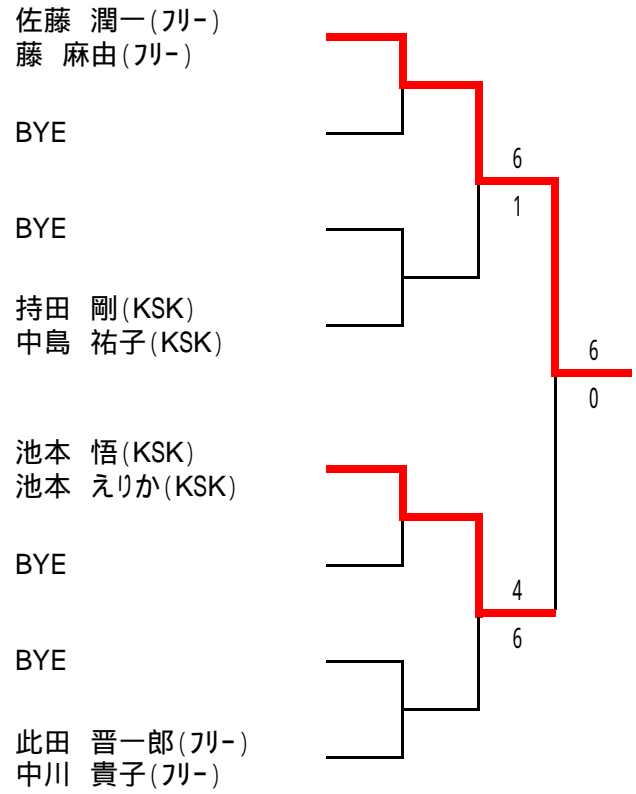 佐藤 潤一(フリー)
藤 麻由(フリー)
BYE
6
1
BYE
持田 剛(KSK)
中島 祐子(KSK)
6
0
池本 悟(KSK)
池本 えりか(KSK)
BYE
4
6
BYE
此田 晋一郎(フリー)
中川 貴子(フリー)